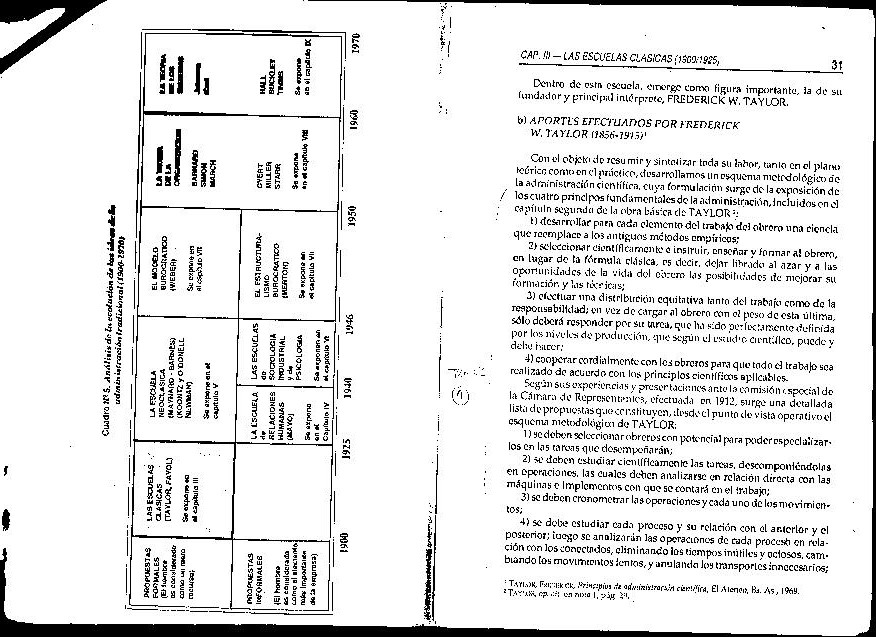 Cuadro Nº 5. Análisis de la evolución de las ideas de la
administración tradicional (1900-1970)
PROPUESTAS
FORMALES
(El hombre
es considerado
como un mero
recurso)
LAS ESCUELAS
CLASICAS
(TAYLOR, FAYOL)
Se expone en
el capítulo III
LA ESCUELA
NEOCLASICA
(MAYNARD - BARNES)
(KOONTZ y O'DONELL
NEWMAN)
Se expone en el
capítulo V
EL MODELO
BUROCRATICO
(WEBER)
Se expone en
el capítulo VII
LA TEORIA
DE LA
ORGANIZACION
BARNARD
SIMON
MARCH
LA TEORIA
DE LOS
PROPUESTAS
INFORMALES
(El hombre
es considerado
como el elemento
más importante
de la empresa)
LA ESCUELA
de
RELACIONES
HUMANAS
(MAYO)
Se expone
en el
Capítulo IV
LAS ESCUELAS
de
SOCIOLOGIA
INDUSTRIAL
y de
PSICOLOGIA
Se exponen en
el capítulo VI
EL ESTRUCTURA-
LISMO
BUROCRATICO
(MERTON)
Se expone en
el capítulo VII
CYERT
MILLER
STARR
Se expone
en el capítulo VIII
HALL
BUCKLEY
TIMMS
Se expone
en el capítulo IX
1900
1925
1940
1946
1950
1960
1970
CAP. III — LAS ESCUELAS CLASICAS (1900/1925)
31
Dentro de esta escuela, emerge como figura importante, la de su
fundador y principal intérprete, FREDERICK W. TAYLOR.
b) APORTES EFECTUADOS POR FREDERICK
W. TAYLOR (1856-1915)¹
Con el objeto de resumir y sintetizar toda su labor, tanto en el plano
teórico como en el práctico, desarrollamos un esquema metodológico de
la administración científica, cuya formulación surge de la exposición de
los cuatro principios fundamentales de la administración, incluidos en el
capítulo segundo de la obra básica de TAYLOR ²:
1) desarrollar para cada elemento del trabajo del obrero una ciencia
que reemplace a los antiguos métodos empíricos;
2) seleccionar científicamente e instruir, enseñar y formar al obrero,
en lugar de la fórmula clásica, es decir, dejar librado al azar y a las
oportunidades de la vida del obrero las posibilidades de mejorar su
formación y las técnicas;
3) efectuar una distribución equitativa tanto del trabajo como de la
responsabilidad; en vez de cargar al obrero con el peso de esta última,
sólo deberá responder por su tarea, que ha sido perfectamente definida
por los niveles de producción, que según el estudio científico, puede y
debe hacer;
4) cooperar cordialmente con los obreros para que todo el trabajo sea
realizado de acuerdo con los principios científicos aplicables.
Según sus experiencias y presentaciones ante la comisión especial de
la Cámara de Representantes, efectuada en 1912, surge una detallada
lista de propuestas que constituyen, desde el punto de vista operativo el
esquema metodológico de TAYLOR:
1) se deben seleccionar obreros con potencial para poder especializar-
los en las tareas que desempeñarán;
2) se deben estudiar científicamente las tareas, descomponiéndolas
en operaciones, las cuales deben analizarse en relación directa con las
máquinas e implementos con que se contará en el trabajo;
3) se deben cronometrar las operaciones y cada uno de los movimien-
tos;
4) se debe estudiar cada proceso y su relación con el anterior y el
posterior; luego se analizarán las operaciones de cada proceso en rela-
ción con los conectados, eliminando los tiempos inútiles y ociosos, cam-
biando los movimientos lentos, y anulando los transportes innecesarios;
¹ TAYLOR, FREDERICK, Principios de administración científica, El Ateneo, Bs. As., 1969.
² TAYLOR, op. cit. en nota 1, pág. 29.